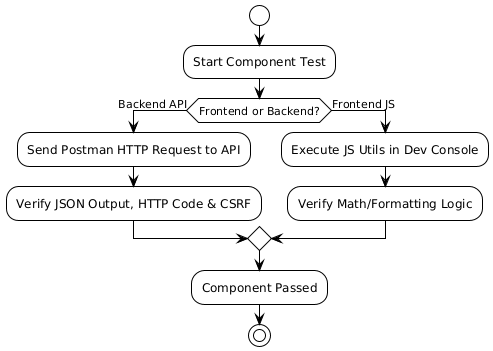 Start Component Test
Frontend or Backend?
Backend API
Frontend JS
Send Postman HTTP Request to API
Execute JS Utils in Dev Console
Verify JSON Output, HTTP Code & CSRF
Verify Math/Formatting Logic
Component Passed